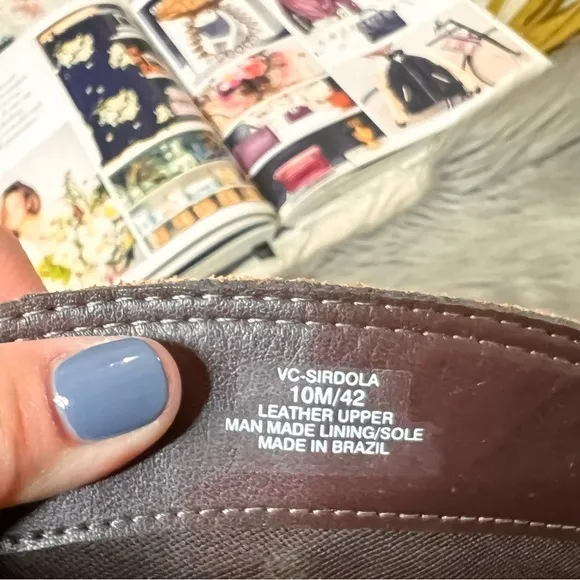 VC-SIRDOLA
10M/42
LEATHER UPPER
MAN MADE LINING/SOLE
MADE IN BRAZIL